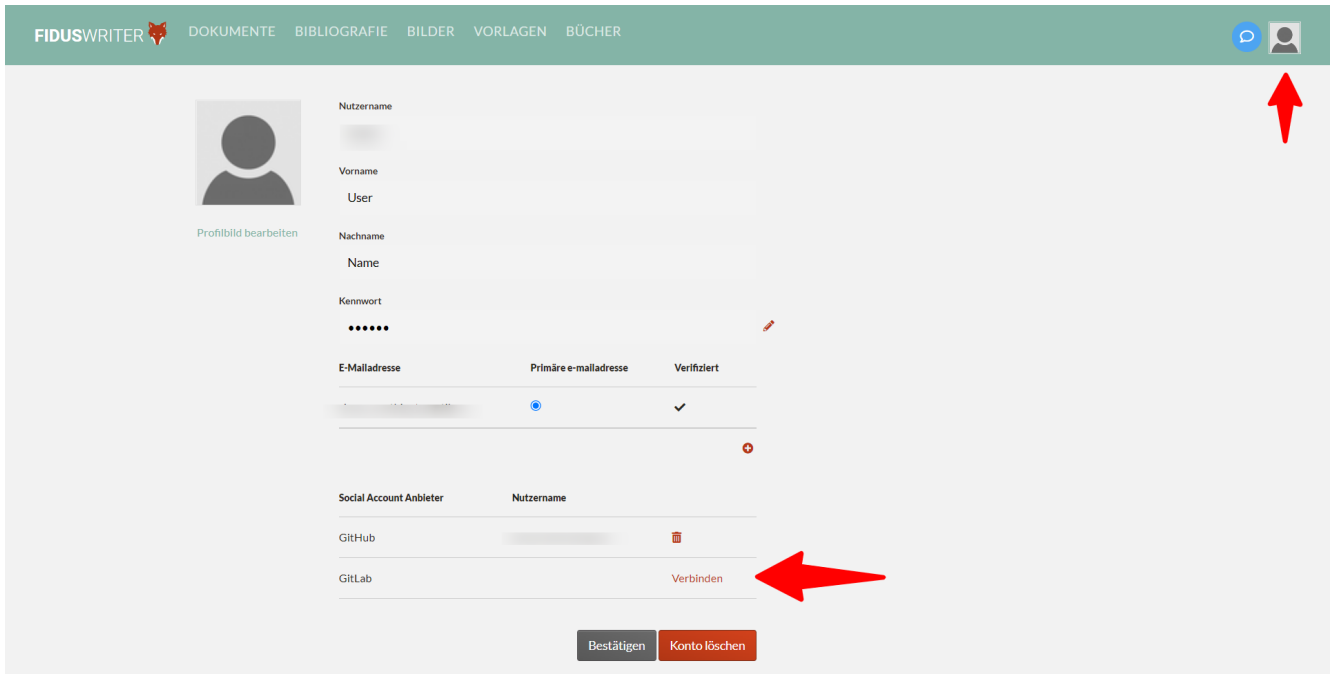 FIDUSWRITER DOKUMENTE BIBLIOGRAFIE BILDER VORLAGEN BÜCHER
Nutzername
Vorname
User
Profilbild bearbeiten
Nachname
Name
Kennwort
••••••
E-Mailadresse Primäre e-mailadresse Verifiziert
Social Account Anbieter Nutzername
GitHub
GitLab Verbinden
Bestätigen Konto löschen